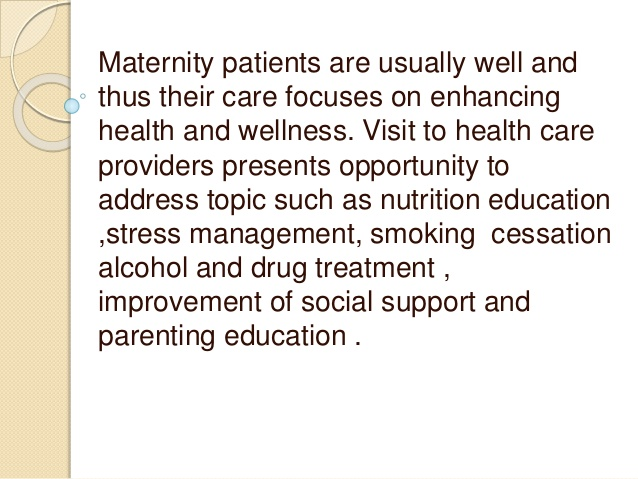 Maternity patients are usually well and
thus their care focuses on enhancing
health and wellness. Visit to health care
providers presents opportunity to
address topic such as nutrition education
,stress management, smoking  cessation
alcohol and drug treatment ,
improvement of social support and
parenting education .